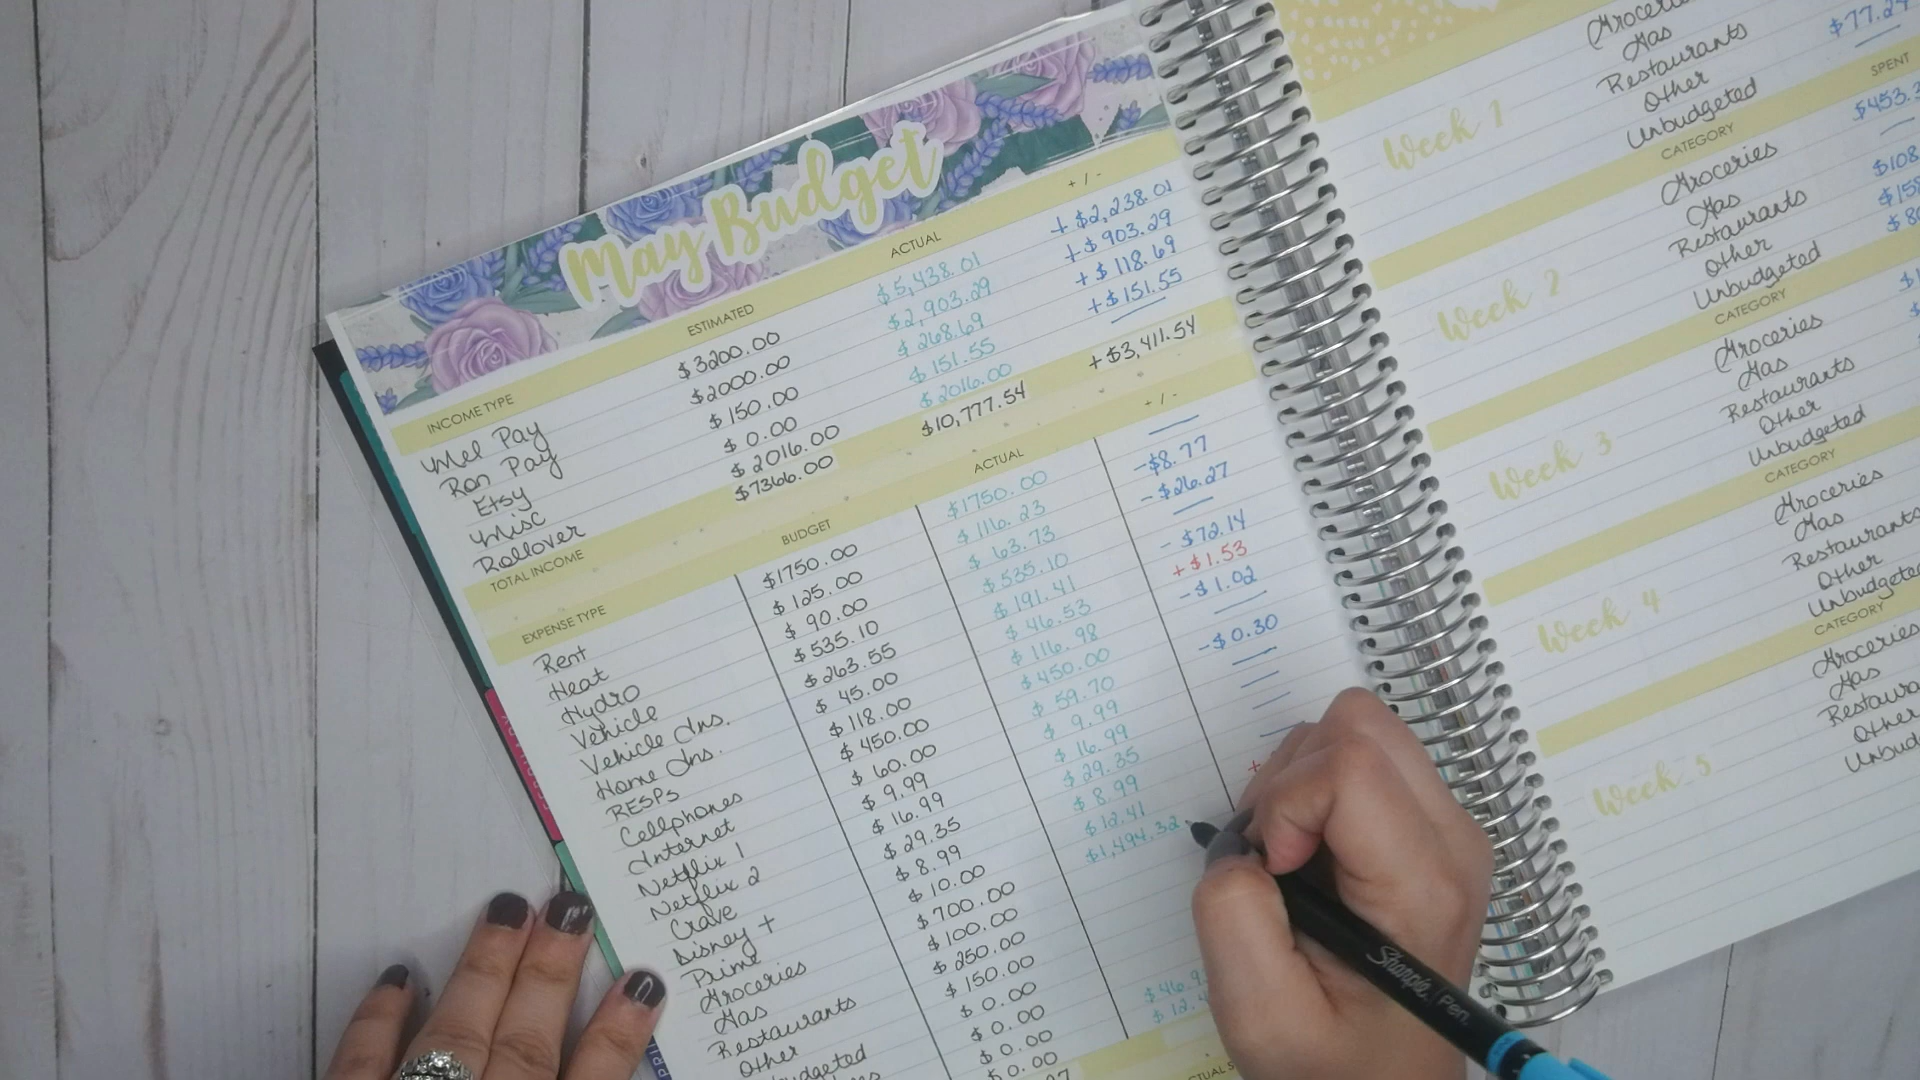 May Budget
INCOME TYPE ESTIMATED ACTUAL + / -
Mel Pay $3200.00 $5,438.01 + $2,238.01
Ron Pay $2000.00 $2,903.29 + $903.29
Etsy $150.00 $268.69 + $118.69
Misc $0.00 $151.55 + $151.55
Rollover $2016.00 $2016.00
TOTAL INCOME $7366.00 $10,777.54 + $3,411.54
EXPENSE TYPE BUDGET ACTUAL + / -
Rent $1750.00 $1750.00
Heat $125.00 $116.23 - $8.77
Hydro $90.00 $63.73 - $26.27
Vehicle $535.10 $535.10
Vehicle Ins. $263.55 $191.41 - $72.14
Home Ins. $45.00 $46.53 + $1.53
RESPs $118.00 $116.98 - $1.02
Cellphones $450.00 $450.00
Internet $60.00 $59.70 - $0.30
Netflix 1 $9.99 $9.99
Netflix 2 $16.99 $16.99
Crave $29.35 $29.35
Disney + $8.99 $8.99
Prime $10.00 $12.41 +
Groceries $700.00 $1,494.32
Gas $100.00
Restaurants $250.00
Other $150.00
$0.00
$0.00
$0.00
$0.00
Groceries
Gas
Restaurants
Other
Unbudgeted
Week 1
CATEGORY SPENT
Groceries
Gas
Restaurants
Other
Unbudgeted
Week 2
CATEGORY
Groceries
Gas
Restaurants
Other
Unbudgeted
Week 3
CATEGORY
Groceries
Gas
Restaurants
Other
Unbudgeted
Week 4
CATEGORY
Groceries
Gas
Other
Week 5
Sharpie Pen.